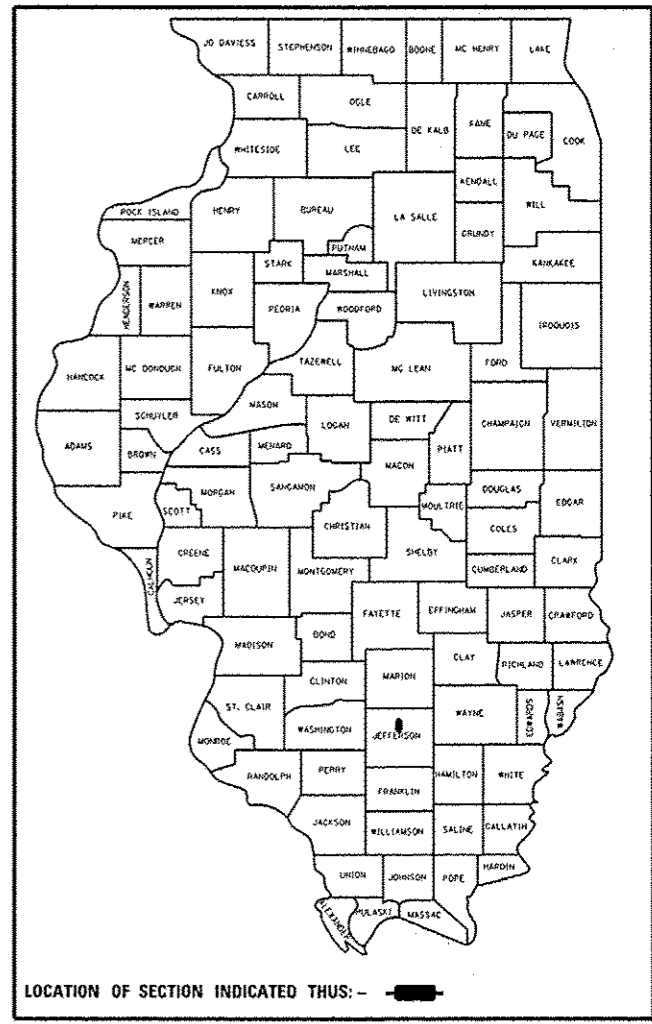 JO DAVIESS STEPHENSON WINNEBAGO BOONE MC HENRY LAKE
CARROLL OGLE DE KALB KANE DU PAGE COOK
WHITESIDE LEE
KENDALL
ROCK ISLAND HENRY BUREAU LA SALLE WILL
GRUNDY
MERCER PUTNAM
STARK MARSHALL KANKAKEE
HENDERSON WARREN KNOX PEORIA WOODFORD LIVINGSTON IROQUOIS
HANCOCK MC DONOUGH FULTON TAZEWELL MC LEAN FORD
MASON
SCHUYLER LOGAN DE WITT CHAMPAIGN VERMILION
ADAMS BROWN CASS MENARD PIATT
MACON
PIKE SCOTT MORGAN SANGAMON MOULTRIE DOUGLAS EDGAR
CHRISTIAN COLES
GREENE SHELBY
CALHOUN MACOUPIN MONTGOMERY CUMBERLAND CLARK
JERSEY FAYETTE EFFINGHAM JASPER CRAWFORD
MADISON BOND
CLAY RICHLAND LAWRENCE
CLINTON MARION
ST. CLAIR WAYNE EDWARDS WABASH
WASHINGTON JEFFERSON
MONROE
RANDOLPH PERRY HAMILTON WHITE
FRANKLIN
JACKSON WILLIAMSON SALINE GALLATIN
UNION JOHNSON POPE HARDIN
ALEXANDER PULASKI MASSAC
LOCATION OF SECTION INDICATED THUS: -